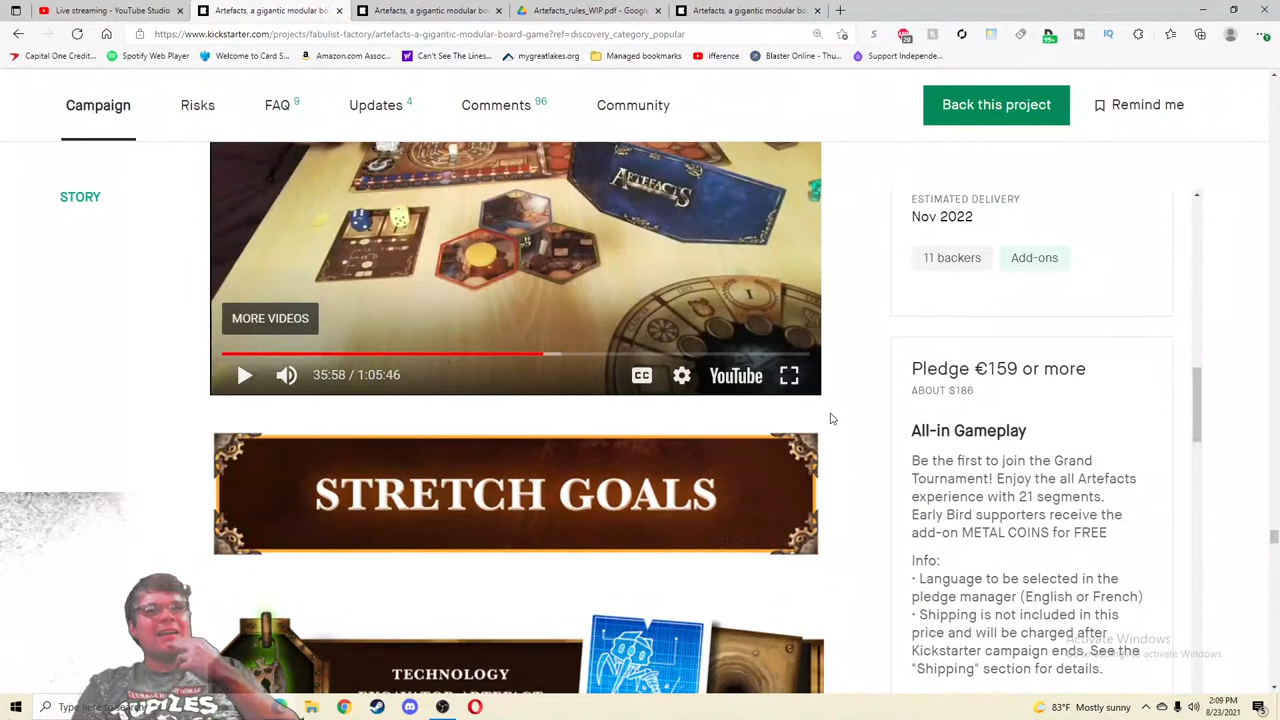 Live streaming - YouTube Studio
Artefacts, a gigantic modular-bo
Artefacts, a gigantic modular-bo
Artefacts_rules_WIP.pdf - Google
Artefacts, a gigantic modular-bo
https://www.kickstarter.com/projects/fabulist-factory/artefacts-a-gigantic-modular-board-game?ref=discovery_category_popular
Capital One Credit...
Spotify Web Player
Welcome to Card S...
Amazon.com Assoc...
Can't See The Lines...
mygreatlakes.org
Managed bookmarks
ifference
Blaster Online - Thu...
Support Independe...
Campaign
Risks
FAQ 9
Updates 4
Comments 96
Community
Back this project
Remind me
STORY
ARTEFACTS
I
MORE VIDEOS
35:58 / 1:05:46
CC
YouTube
STRETCH GOALS
TECHNOLOGY
EXCAVATOR ARTEFACT
ESTIMATED DELIVERY
Nov 2022
11 backers
Add-ons
Pledge €159 or more
ABOUT $186
All-in Gameplay
Be the first to join the Grand
Tournament! Enjoy the all Artefacts
experience with 21 segments.
Early Bird supporters receive the
add-on METAL COINS for FREE
Info:
• Language to be selected in the
pledge manager (English or French)
• Shipping is not included in this
price and will be charged after
Kickstarter campaign ends. See the
"Shipping" section for details.
Activate Windows
Type here to search
83°F Mostly sunny
2:09 PM
8/23/2021